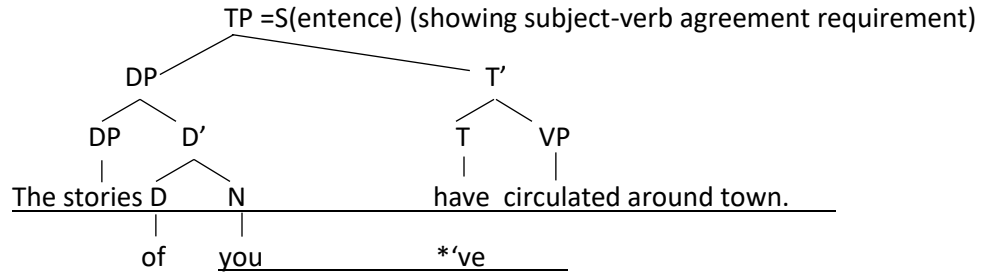 TP =S(entence) (showing subject-verb agreement requirement)
DP T’
DP D’ T VP
The stories D N have circulated around town.
of you *‘ve